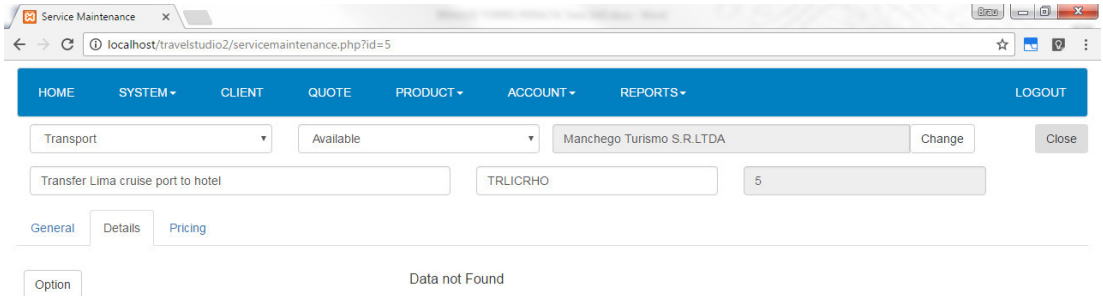 Service Maintenance
Brau
localhost/travelstudio2/servicemaintenance.php?id=5
HOME SYSTEM CLIENT QUOTE PRODUCT ACCOUNT REPORTS LOGOUT
Transport Available Manchego Turismo S.R.LTDA Change Close
Transfer Lima cruise port to hotel TRLICRHO 5
General Details Pricing
Option Data not Found